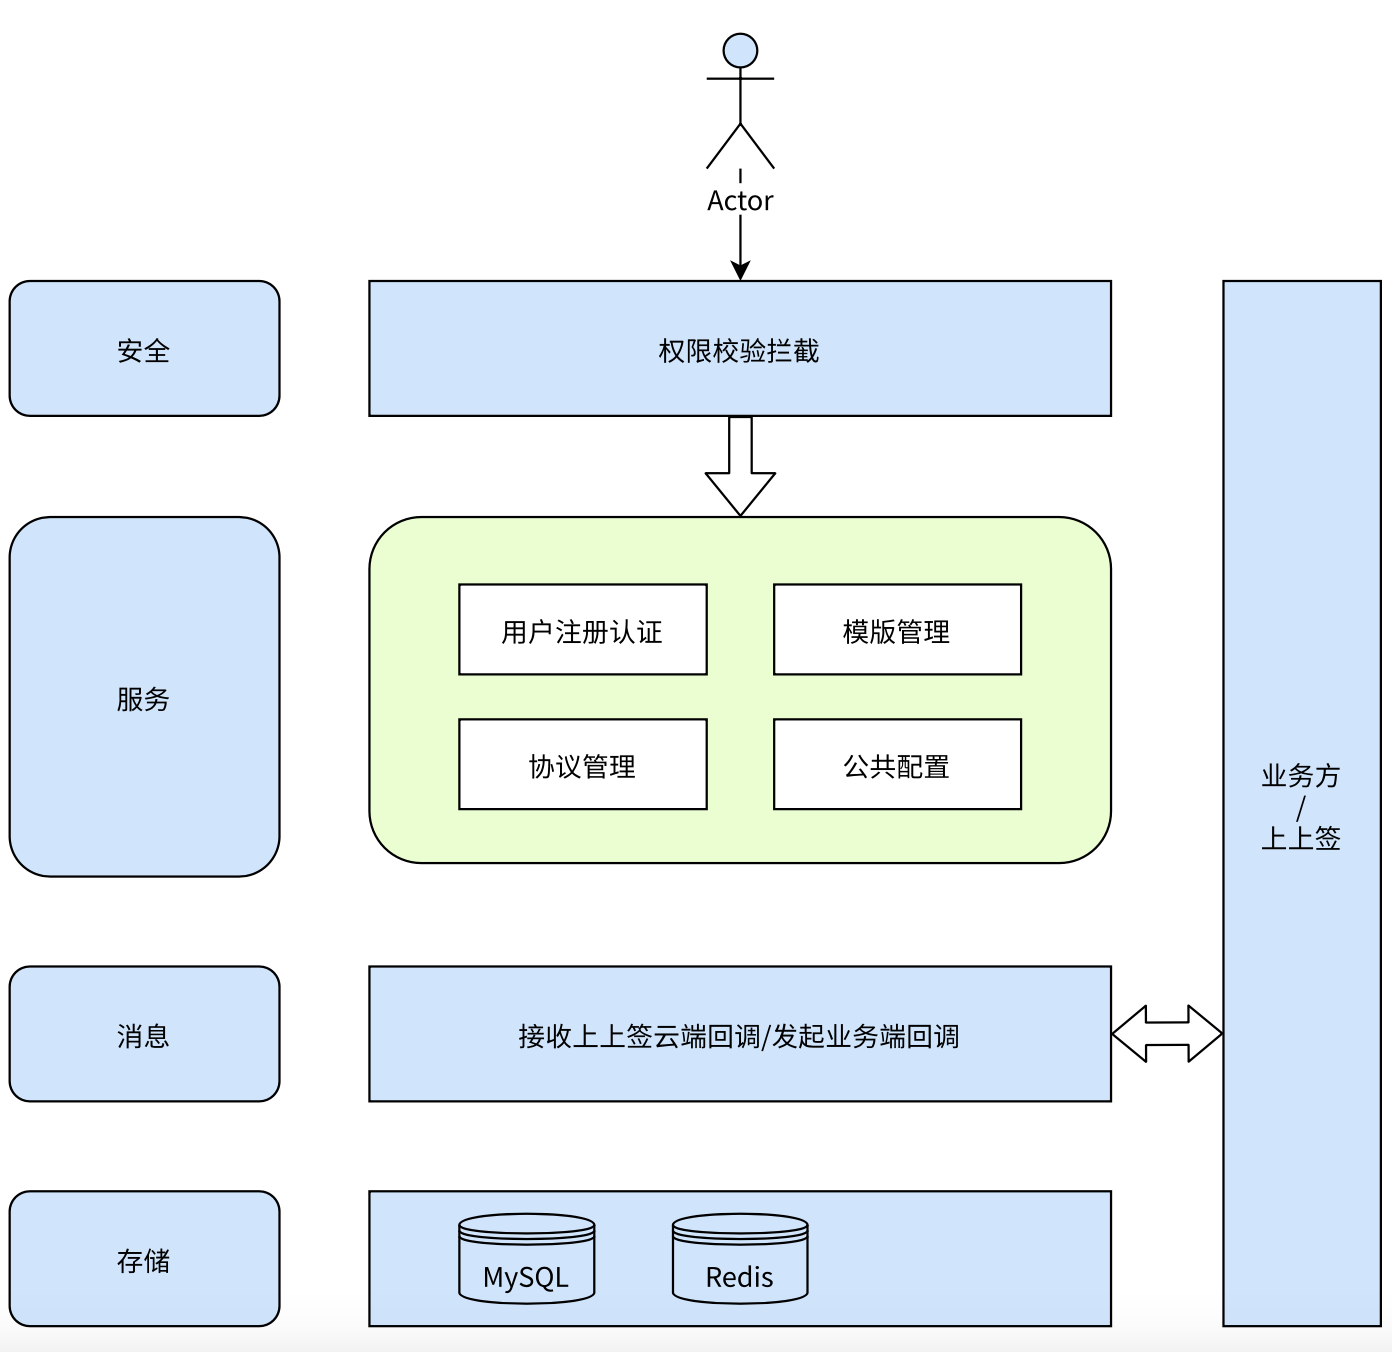 Actor
安全
权限校验拦截
服务
用户注册认证
模版管理
协议管理
公共配置
业务方
/
上上签
消息
接收上上签云端回调/发起业务端回调
存储
MySQL
Redis